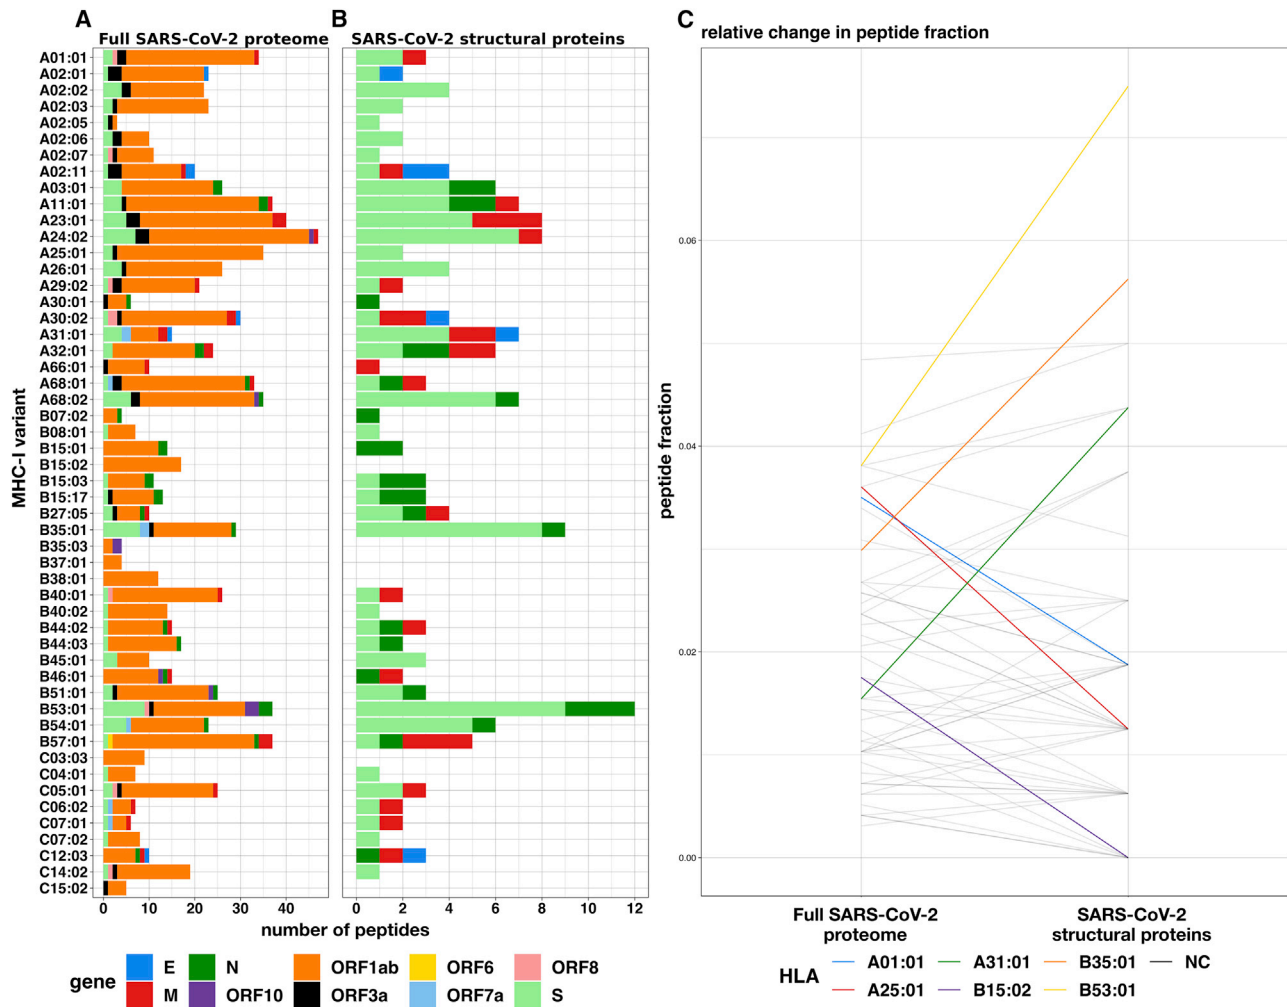 A
B
C
Full SARS-CoV-2 proteome
SARS-CoV-2 structural proteins
relative change in peptide fraction
MHC-I variant
A01:01
A02:01
A02:02
A02:03
A02:05
A02:06
A02:07
A02:11
A03:01
A11:01
A23:01
A24:02
A25:01
A26:01
A29:02
A30:01
A30:02
A31:01
A32:01
A66:01
A68:01
A68:02
B07:02
B08:01
B15:01
B15:02
B15:03
B15:17
B27:05
B35:01
B35:03
B37:01
B38:01
B40:01
B40:02
B44:02
B44:03
B45:01
B46:01
B51:01
B53:01
B54:01
B57:01
C03:03
C04:01
C05:01
C06:02
C07:01
C07:02
C12:03
C14:02
C15:02
0 10 20 30 40
0 2 4 6 8 10 12
number of peptides
gene
E N ORF1ab ORF6 ORF8
M ORF10 ORF3a ORF7a S
peptide fraction
0.06
0.04
0.02
0.00
Full SARS-CoV-2
proteome
SARS-CoV-2
structural proteins
HLA
A01:01 A31:01 B35:01 NC
A25:01 B15:02 B53:01